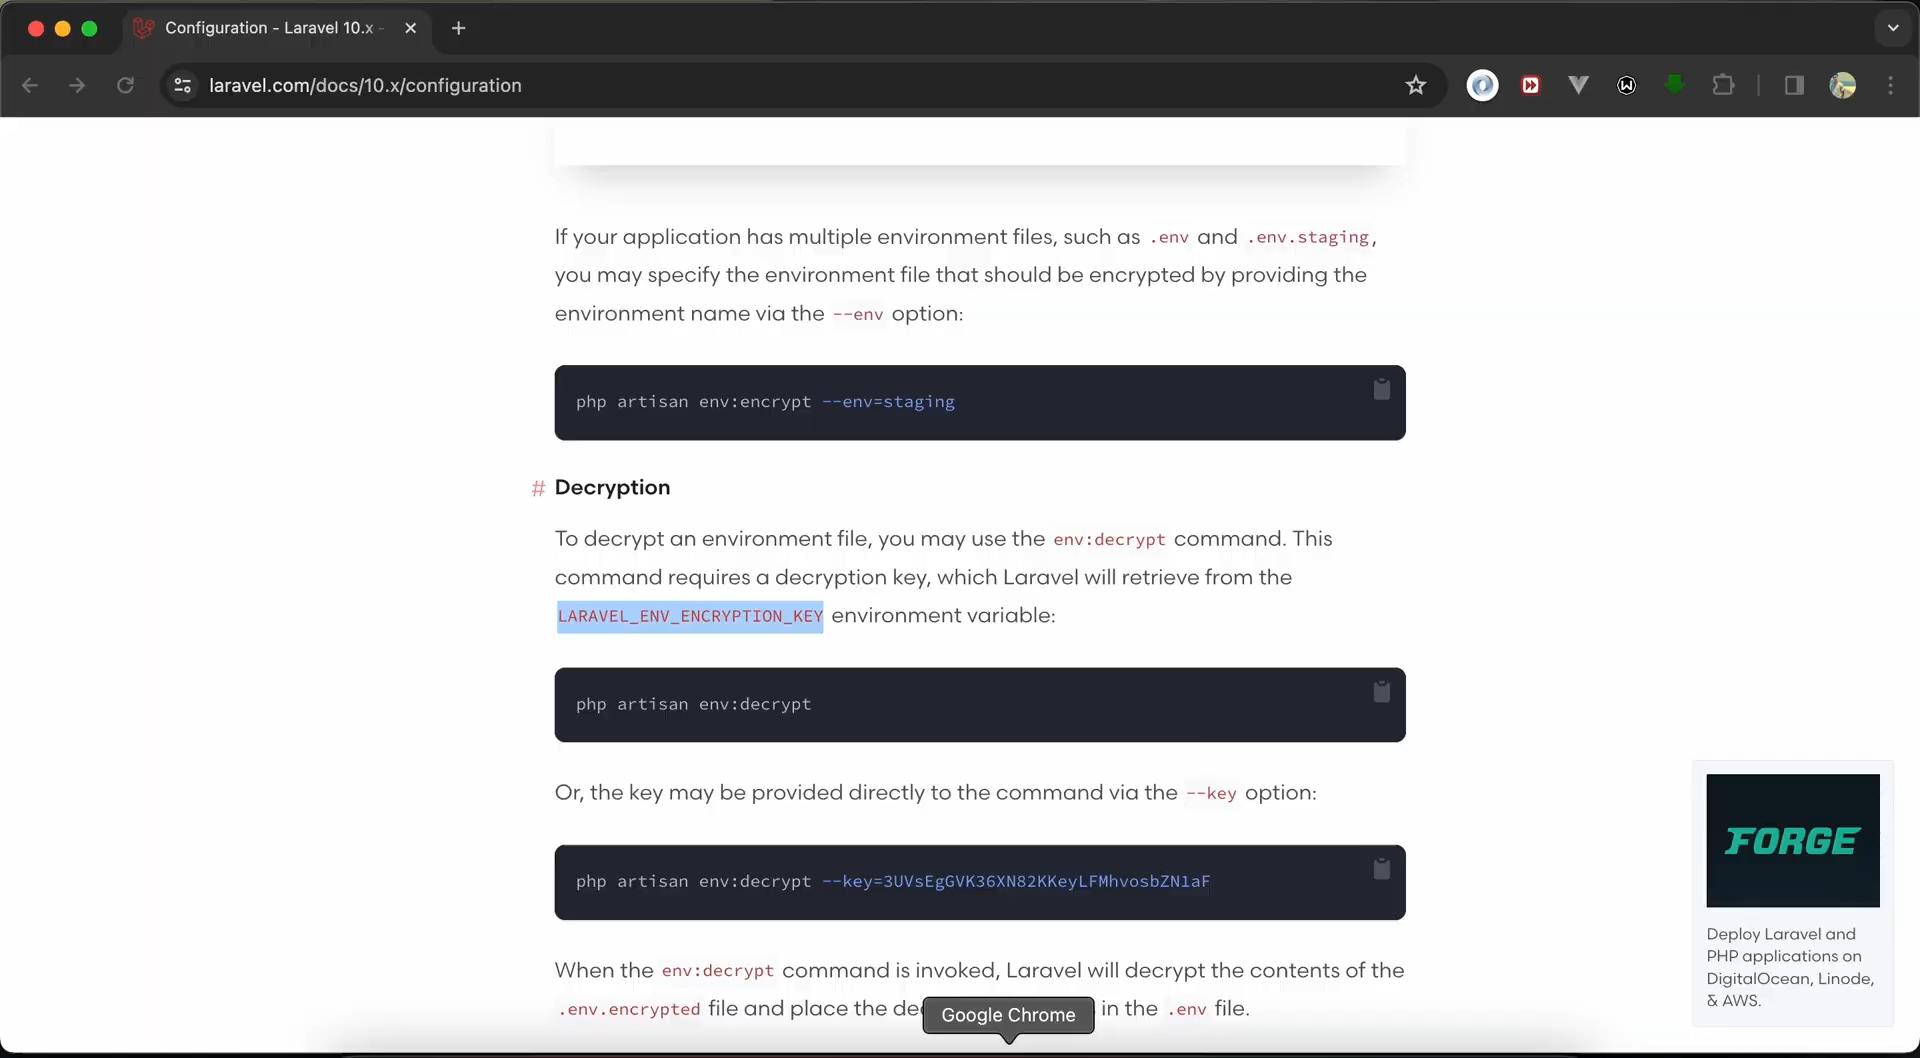 Configuration - Laravel 10.x -
laravel.com/docs/10.x/configuration
If your application has multiple environment files, such as .env and .env.staging,
you may specify the environment file that should be encrypted by providing the
environment name via the --env option:
php artisan env:encrypt --env=staging
# Decryption
To decrypt an environment file, you may use the env:decrypt command. This
command requires a decryption key, which Laravel will retrieve from the
LARAVEL_ENV_ENCRYPTION_KEY environment variable:
php artisan env:decrypt
Or, the key may be provided directly to the command via the --key option:
php artisan env:decrypt --key=3UVsEgGVK36XN82KKeyLFMhvosbZN1aF
When the env:decrypt command is invoked, Laravel will decrypt the contents of the
.env.encrypted file and place the de in the .env file.
Google Chrome
FORGE
Deploy Laravel and
PHP applications on
DigitalOcean, Linode,
& AWS.